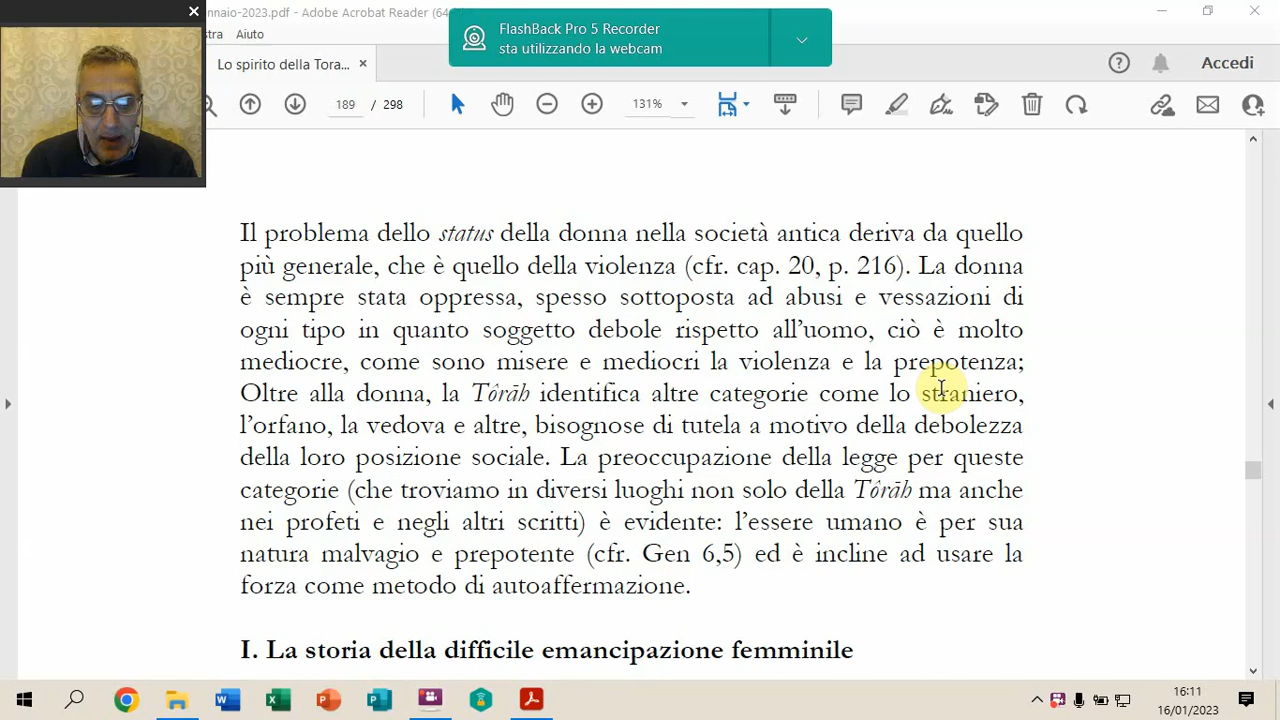 nnaio-2023.pdf - Adobe Acrobat Reader (64
stra Aiuto
FlashBack Pro 5 Recorder
sta utilizzando la webcam
Lo spirito della Tora...
Accedi
189 / 298
131%
Il problema dello status della donna nella società antica deriva da quello
più generale, che è quello della violenza (cfr. cap. 20, p. 216). La donna
è sempre stata oppressa, spesso sottoposta ad abusi e vessazioni di
ogni tipo in quanto soggetto debole rispetto all’uomo, ciò è molto
mediocre, come sono misere e mediocri la violenza e la prepotenza;
Oltre alla donna, la Tôrāh identifica altre categorie come lo straniero,
l’orfano, la vedova e altre, bisognose di tutela a motivo della debolezza
della loro posizione sociale. La preoccupazione della legge per queste
categorie (che troviamo in diversi luoghi non solo della Tôrāh ma anche
nei profeti e negli altri scritti) è evidente: l’essere umano è per sua
natura malvagio e prepotente (cfr. Gen 6,5) ed è incline ad usare la
forza come metodo di autoaffermazione.
I. La storia della difficile emancipazione femminile
16:11
16/01/2023